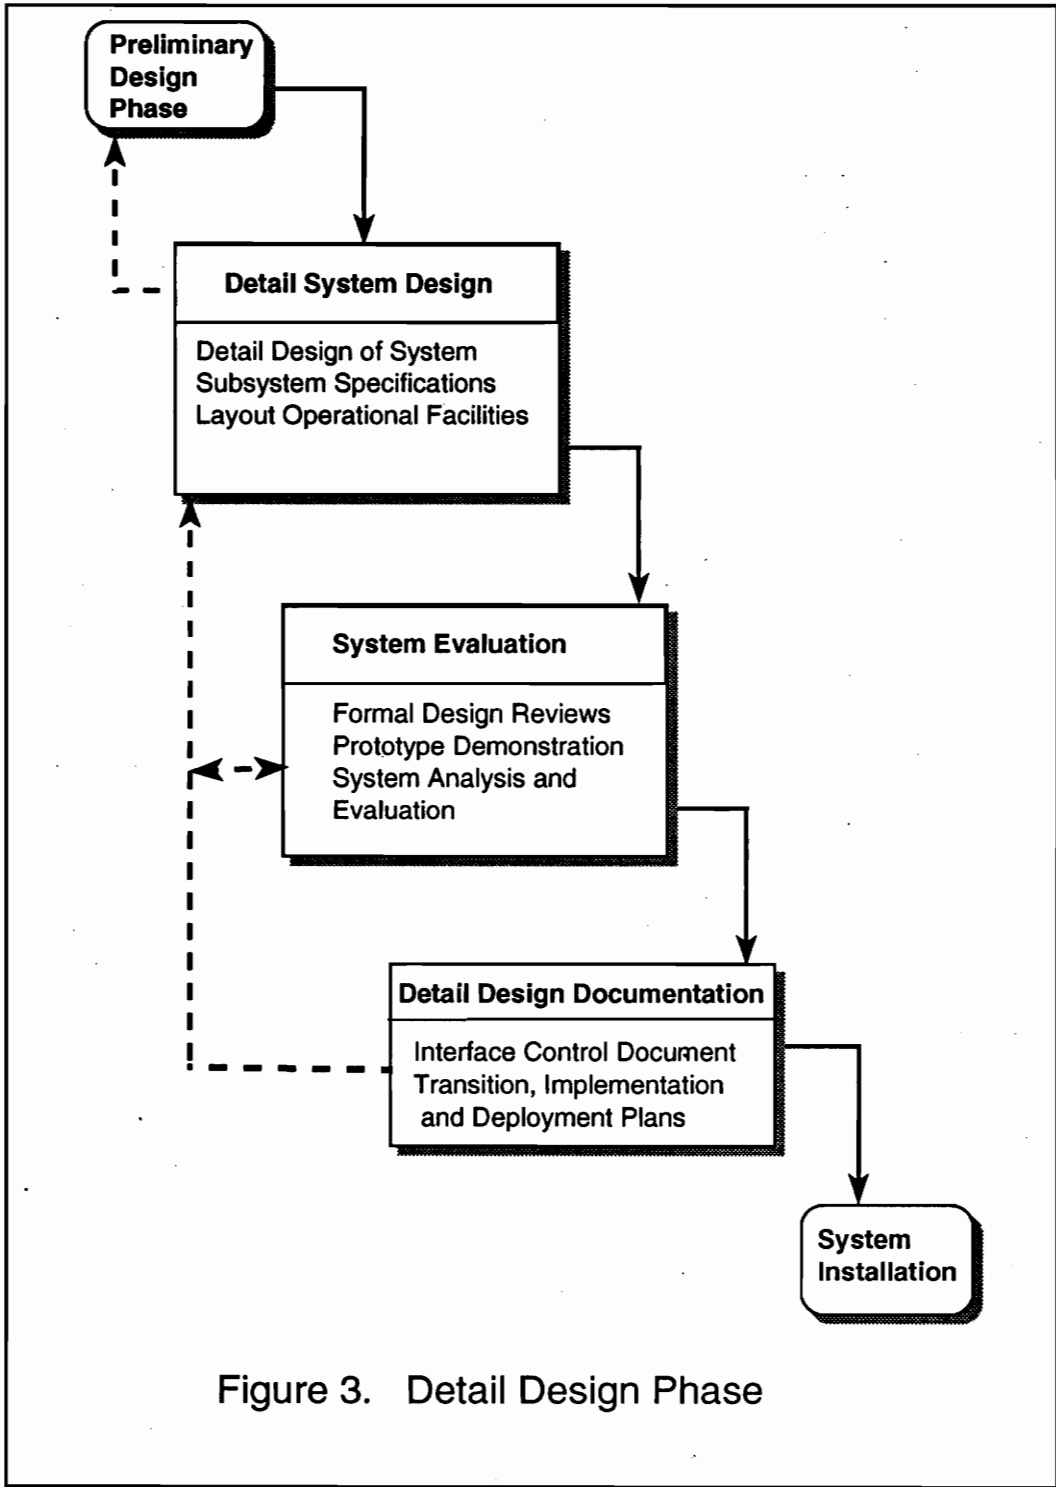 Preliminary
Design
Phase
Detail System Design
Detail Design of System
Subsystem Specifications
Layout Operational Facilities
System Evaluation
Formal Design Reviews
Prototype Demonstration
System Analysis and
Evaluation
Detail Design Documentation
Interface Control Document
Transition, Implementation
and Deployment Plans
System
Installation
Figure 3. Detail Design Phase